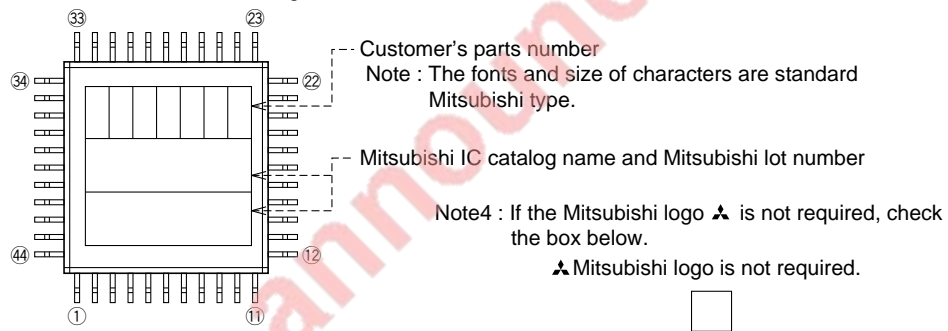 ㉝ ㉓
Customer's parts number
Note : The fonts and size of characters are standard
Mitsubishi type.
㉞ ㉒
Mitsubishi IC catalog name and Mitsubishi lot number
Note4 : If the Mitsubishi logo is not required, check
the box below.
Mitsubishi logo is not required.
㊹ ⑫
① ⑪
announ